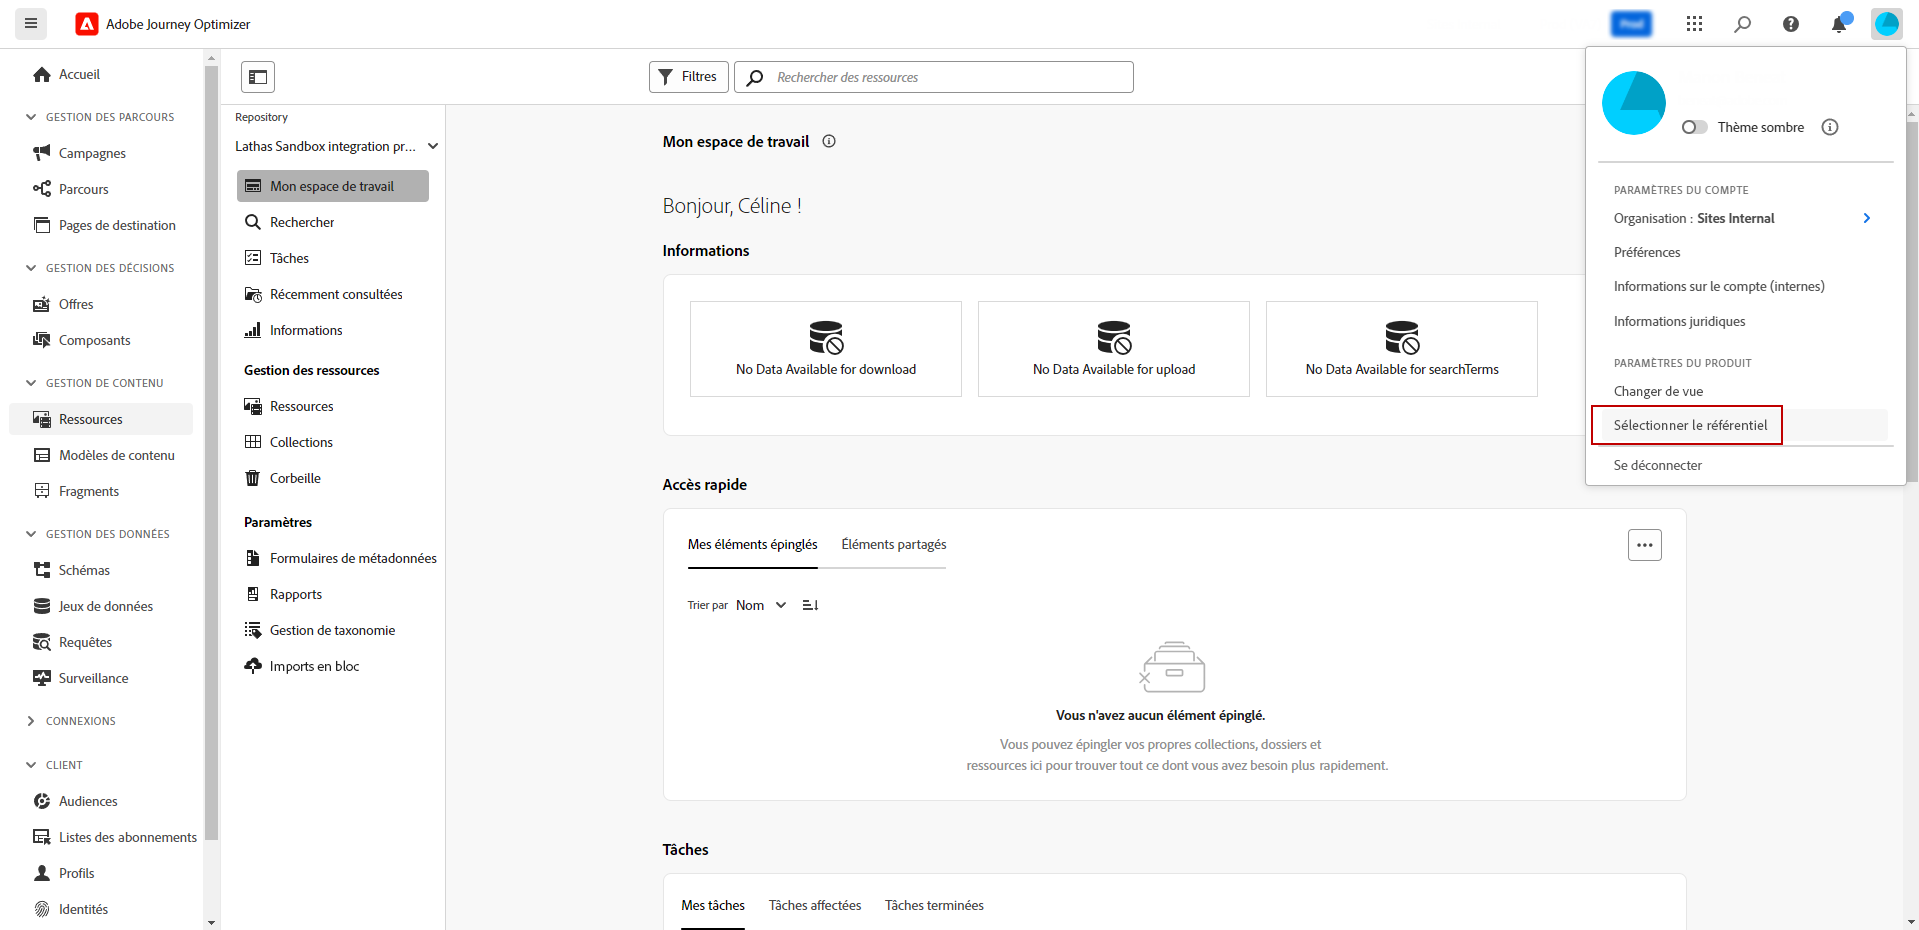 Adobe Journey Optimizer
Prod
Accueil
GESTION DES PARCOURS
Campagnes
Parcours
Pages de destination
GESTION DES DÉCISIONS
Offres
Composants
GESTION DE CONTENU
Ressources
Modèles de contenu
Fragments
GESTION DES DONNÉES
Schémas
Jeux de données
Requêtes
Surveillance
CONNEXIONS
CLIENT
Audiences
Listes des abonnements
Profils
Identités
Repository
Lathas Sandbox integration pr...
Mon espace de travail
Rechercher
Tâches
Récemment consultées
Informations
Gestion des ressources
Ressources
Collections
Corbeille
Paramètres
Formulaires de métadonnées
Rapports
Gestion de taxonomie
Imports en bloc
Filtres
Rechercher des ressources
Mon espace de travail
Bonjour, Céline !
Informations
No Data Available for download
No Data Available for upload
No Data Available for searchTerms
Accès rapide
Mes éléments épinglés
Éléments partagés
Trier par Nom
Vous n'avez aucun élément épinglé.
Vous pouvez épingler vos propres collections, dossiers et
ressources ici pour trouver tout ce dont vous avez besoin plus rapidement.
Tâches
Mes tâches
Tâches affectées
Tâches terminées
Thème sombre
PARAMÈTRES DU COMPTE
Organisation : Sites Internal
Préférences
Informations sur le compte (internes)
Informations juridiques
PARAMÈTRES DU PRODUIT
Changer de vue
Sélectionner le référentiel
Se déconnecter